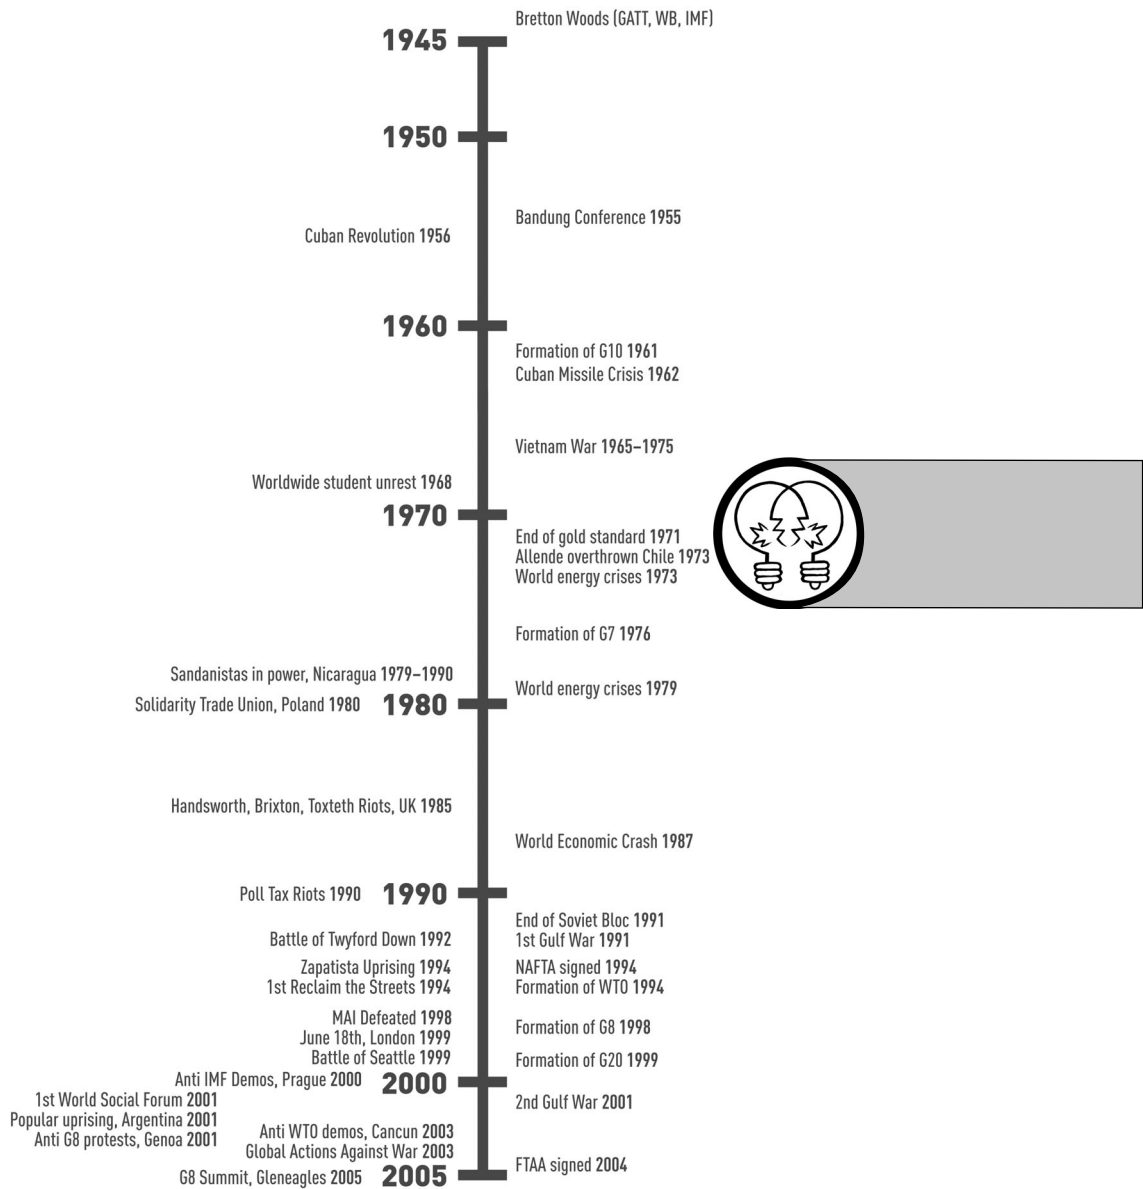 Bretton Woods (GATT, WB, IMF)
1945
1950
Bandung Conference 1955
Cuban Revolution 1956
1960
Formation of G10 1961
Cuban Missile Crisis 1962
Vietnam War 1965–1975
Worldwide student unrest 1968
1970
End of gold standard 1971
Allende overthrown Chile 1973
World energy crises 1973
Formation of G7 1976
Sandanistas in power, Nicaragua 1979–1990
World energy crises 1979
Solidarity Trade Union, Poland 1980
1980
Handsworth, Brixton, Toxteth Riots, UK 1985
World Economic Crash 1987
Poll Tax Riots 1990
1990
End of Soviet Bloc 1991
1st Gulf War 1991
Battle of Twyford Down 1992
Zapatista Uprising 1994
NAFTA signed 1994
1st Reclaim the Streets 1994
Formation of WTO 1994
MAI Defeated 1998
Formation of G8 1998
June 18th, London 1999
Battle of Seattle 1999
Formation of G20 1999
Anti IMF Demos, Prague 2000
2000
1st World Social Forum 2001
2nd Gulf War 2001
Popular uprising, Argentina 2001
Anti G8 protests, Genoa 2001
Anti WTO demos, Cancun 2003
Global Actions Against War 2003
FTAA signed 2004
G8 Summit, Gleneagles 2005
2005